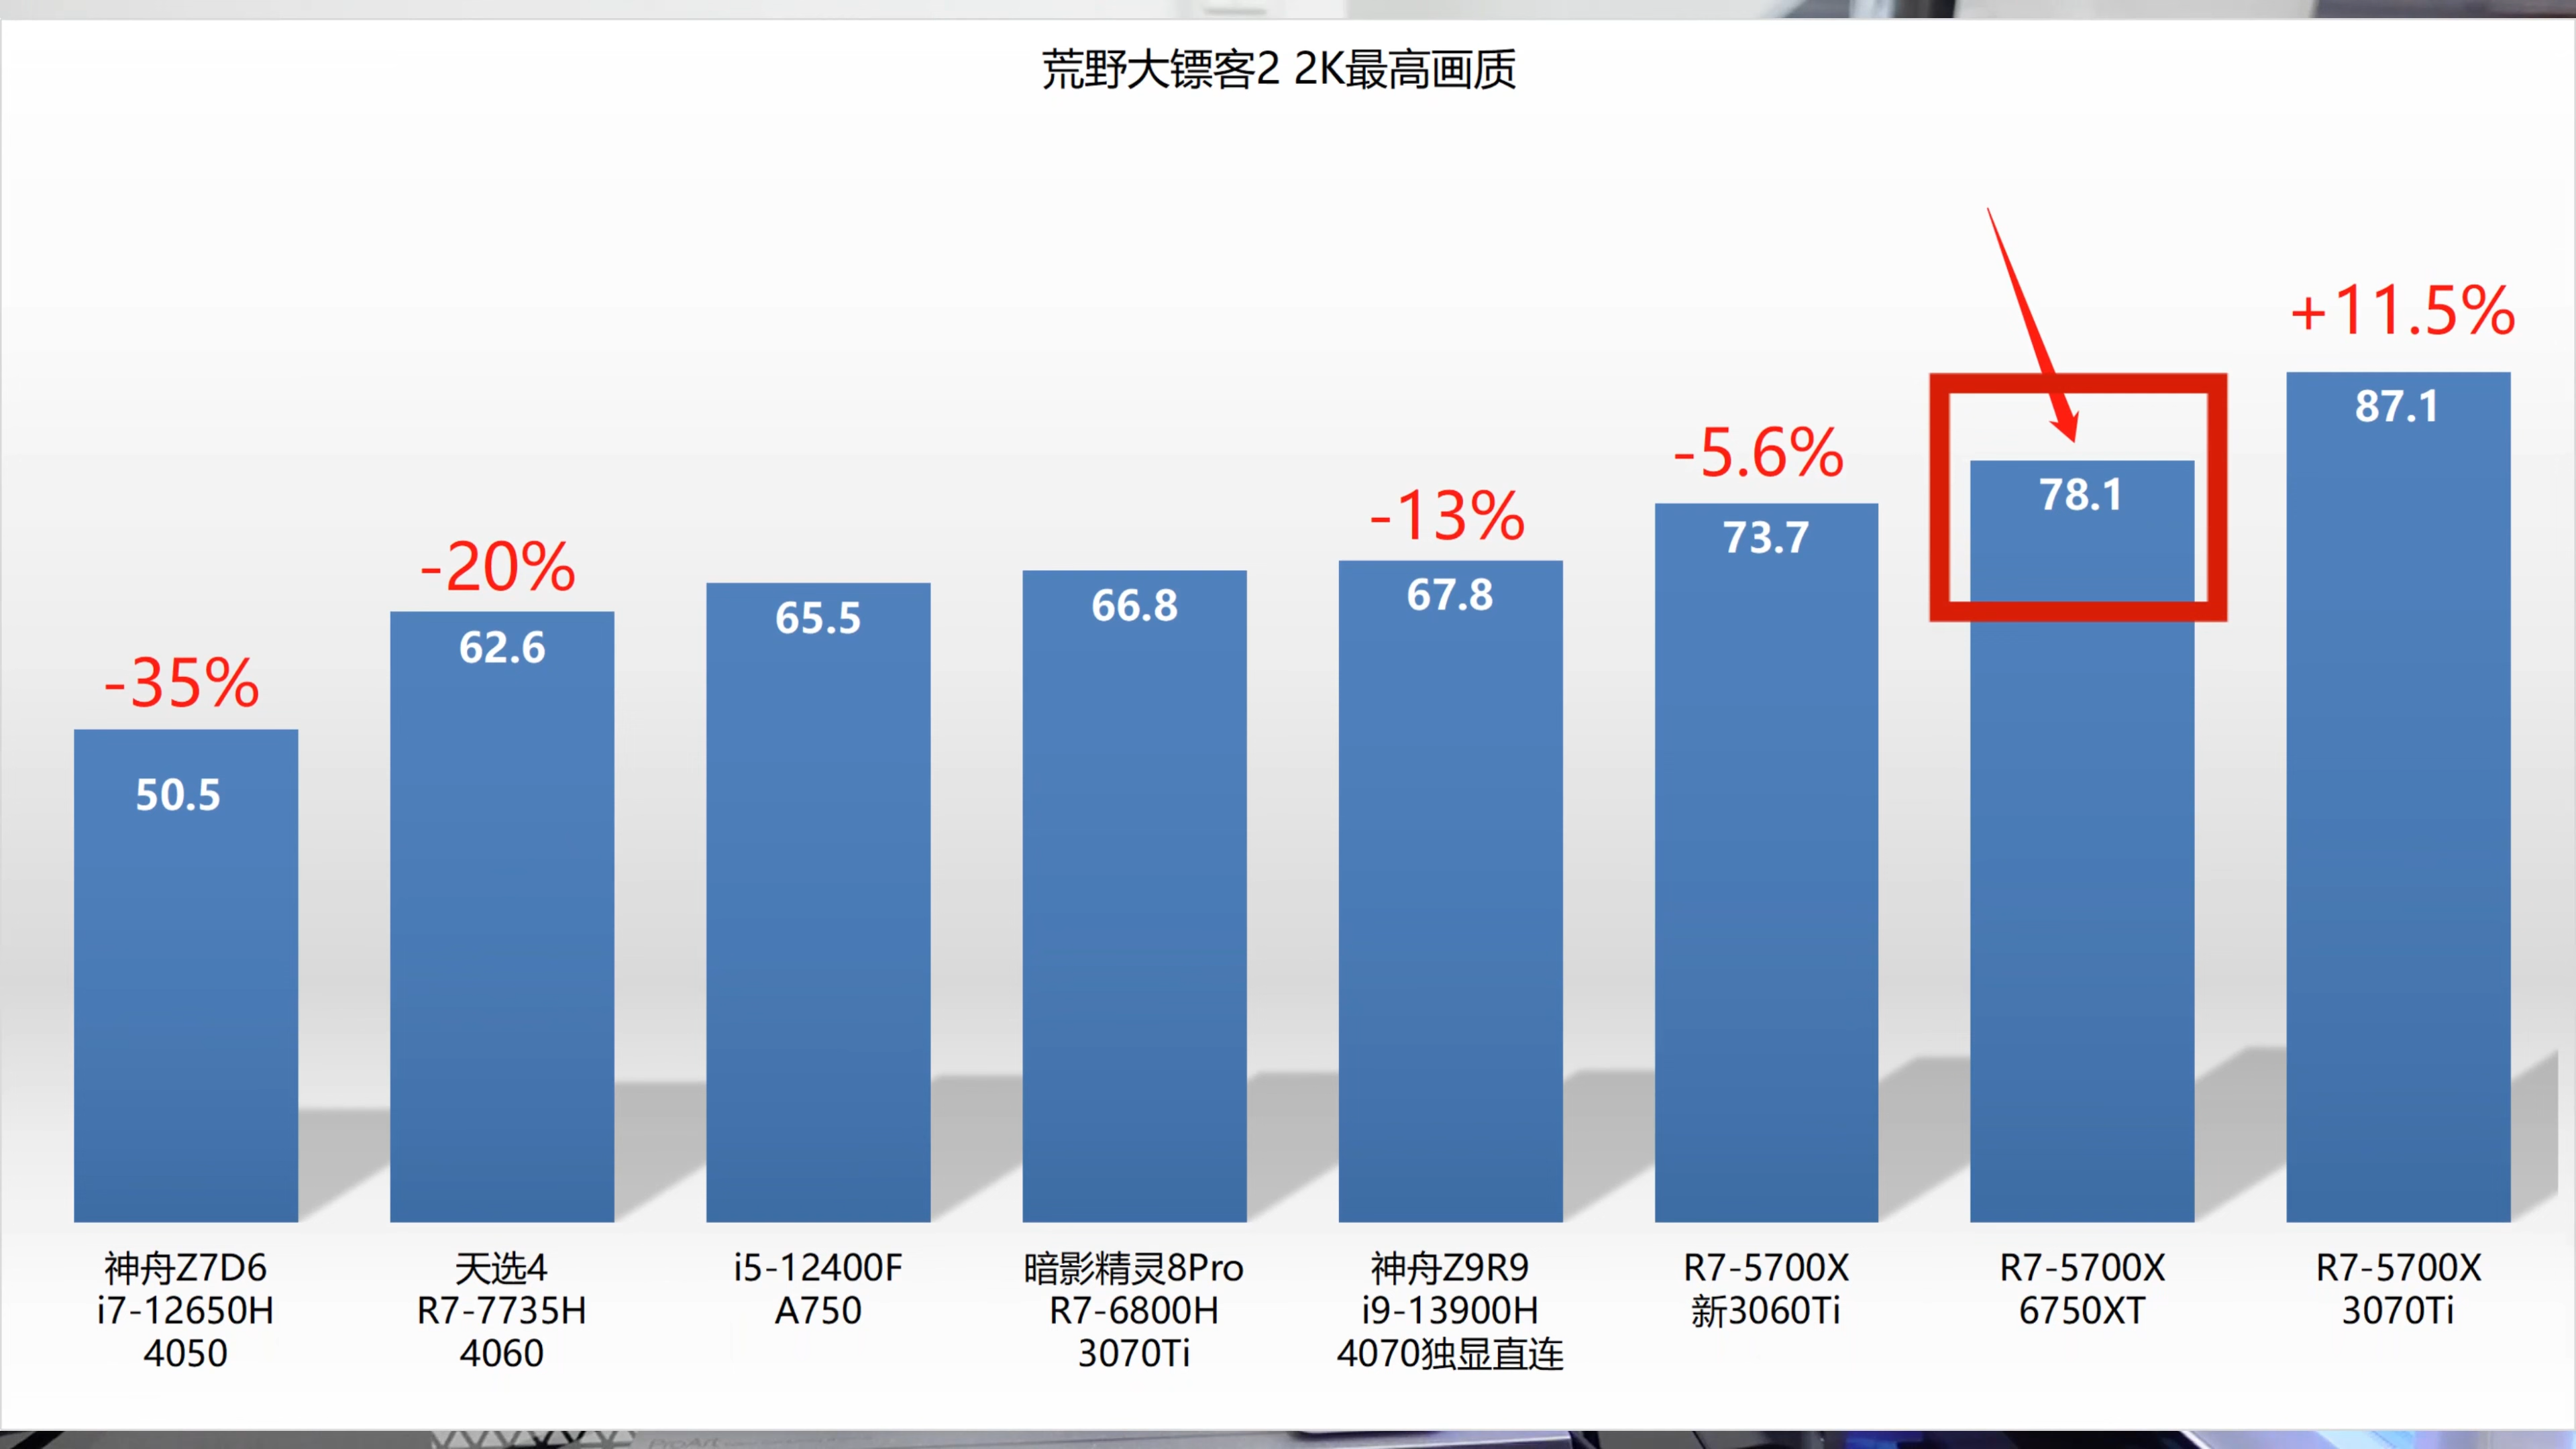 荒野大镖客2 2K最高画质
-35%
-20%
-13%
-5.6%
+11.5%
50.5
62.6
65.5
66.8
67.8
73.7
78.1
87.1
神舟Z7D6
i7-12650H
4050
天选4
R7-7735H
4060
i5-12400F
A750
暗影精灵8Pro
R7-6800H
3070Ti
神舟Z9R9
i9-13900H
4070独显直连
R7-5700X
新3060Ti
R7-5700X
6750XT
R7-5700X
3070Ti